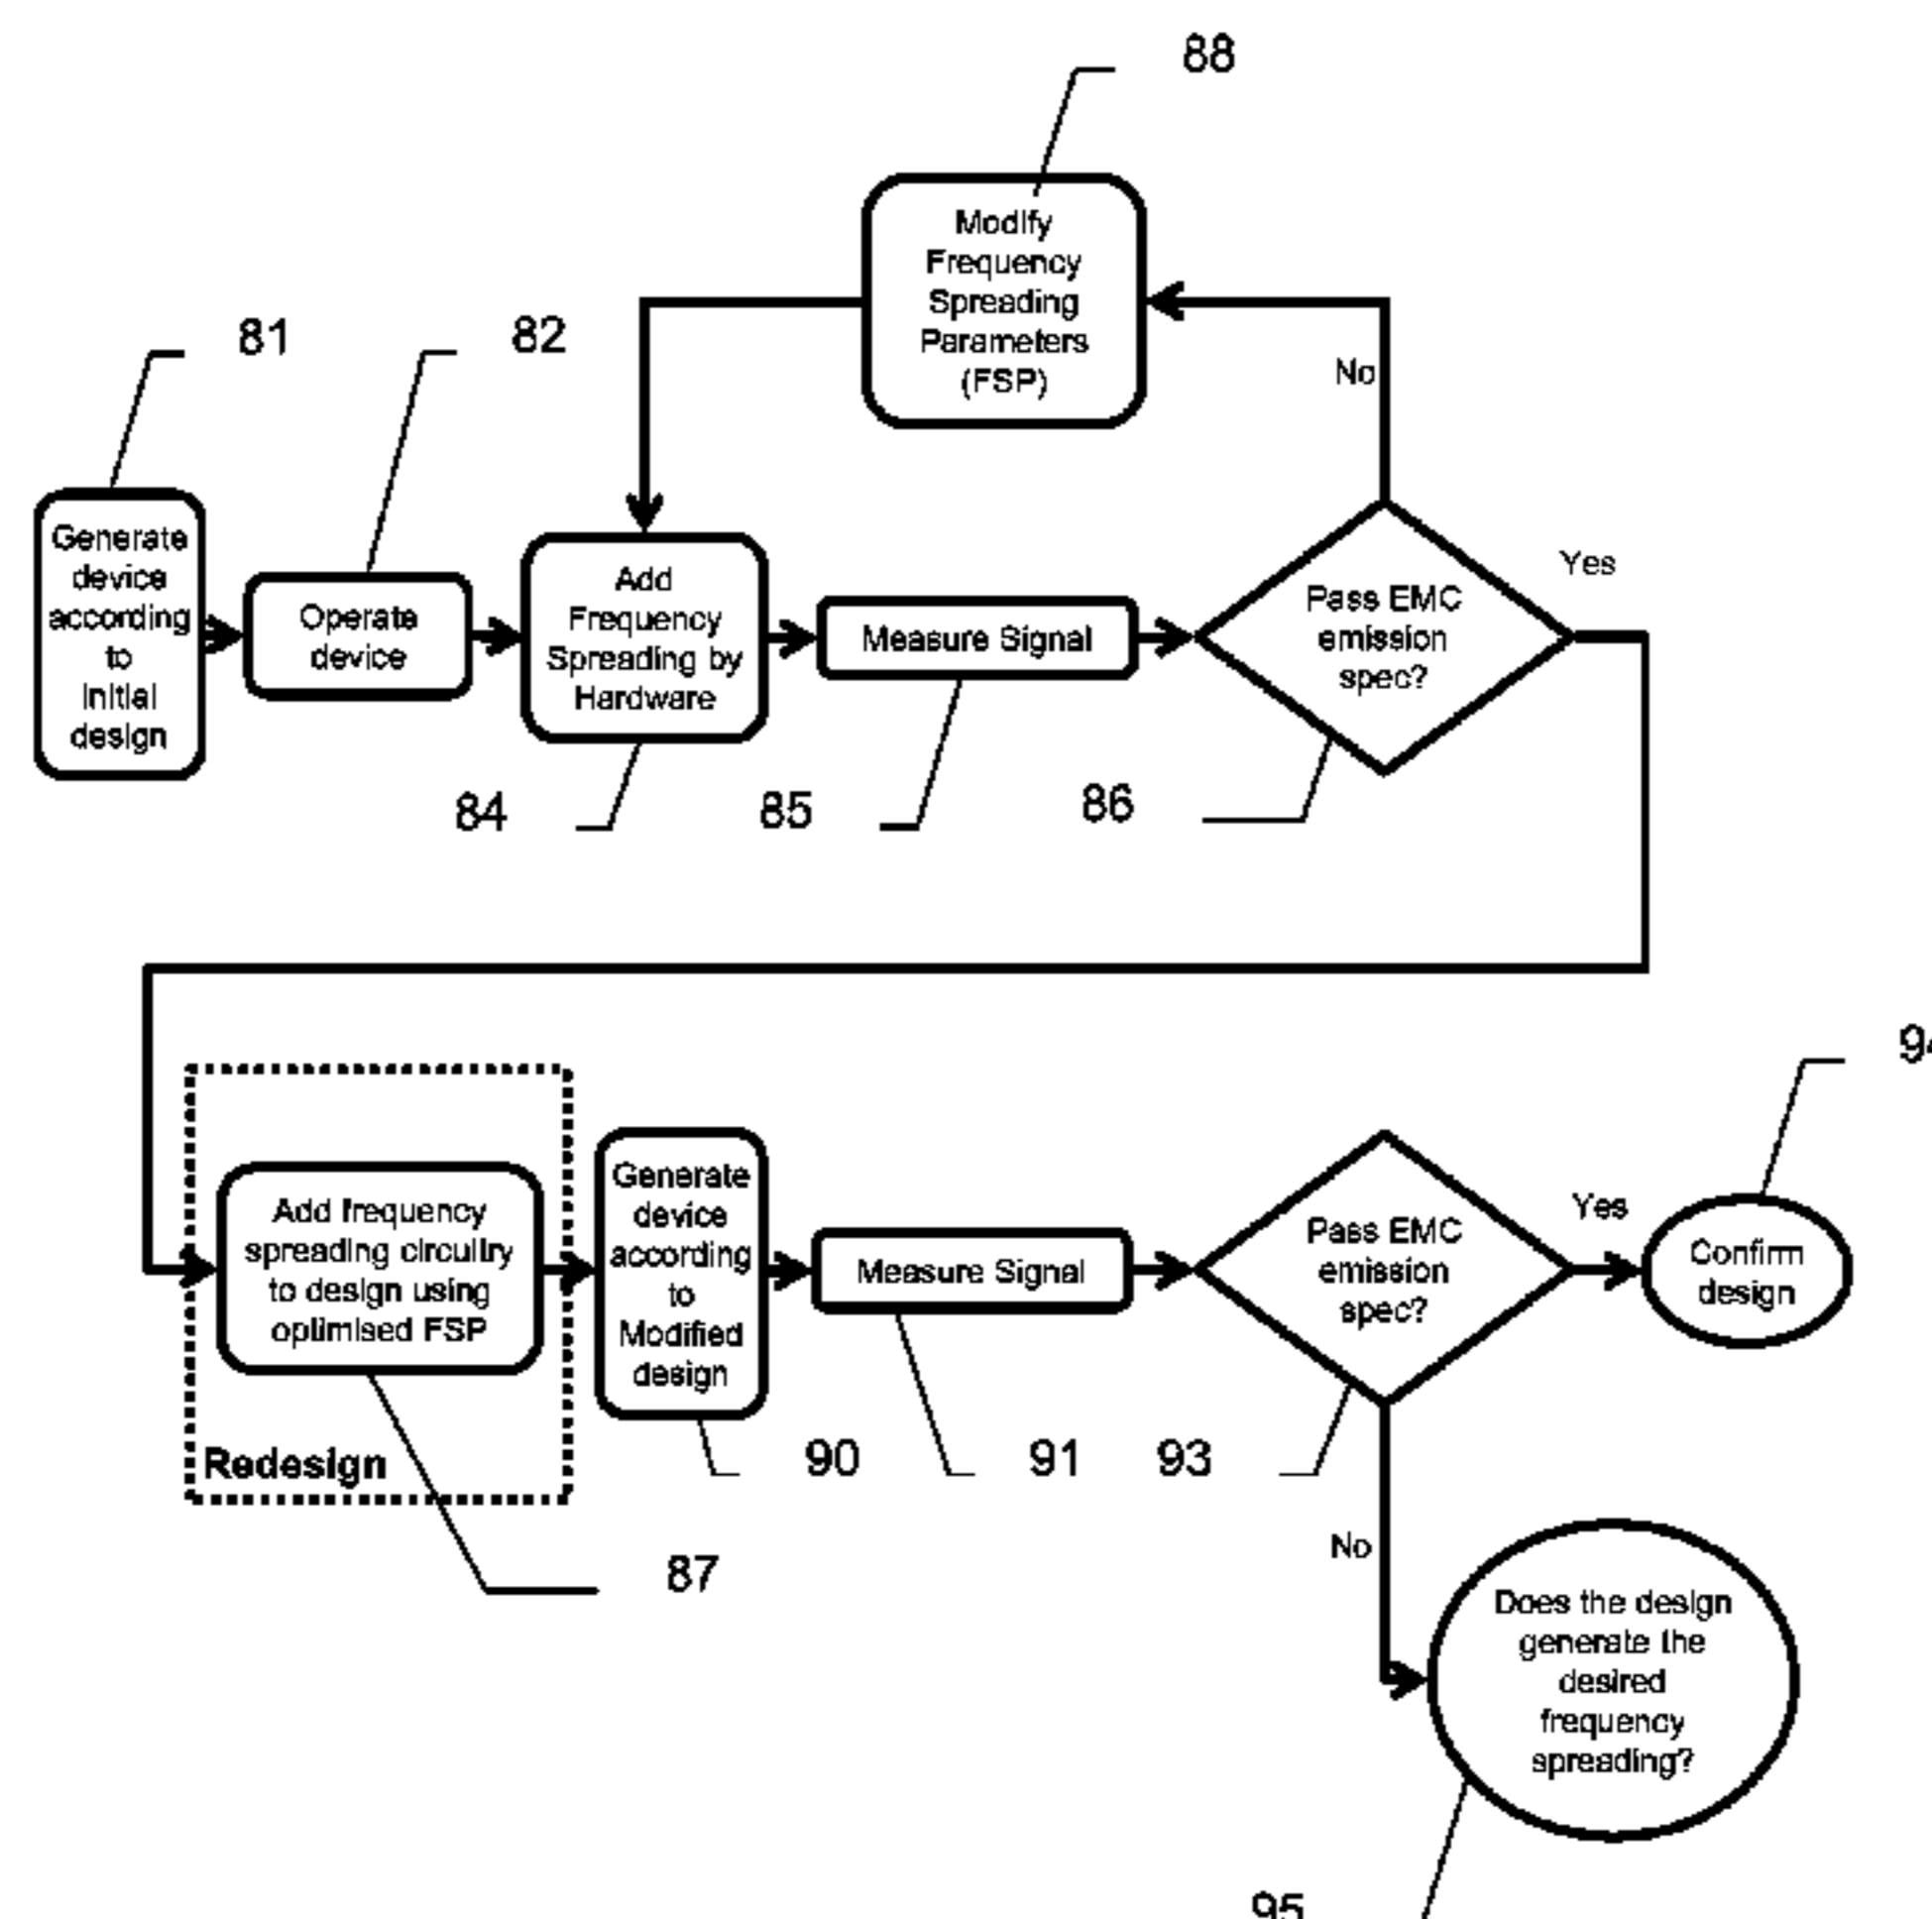 88
Modify
Frequency
Spreading
Parameters
(FSP)
81
82
No
Generate
device
according
to
initial
design
Operate
device
Add
Frequency
Spreading by
Hardware
Measure Signal
Pass EMC
emission
spec?
Yes
84
85
86
94
Add frequency
spreading circuitry
to design using
optimised FSP
Redesign
87
Generate
device
according
to
Modified
design
90
Measure Signal
91
Pass EMC
emission
spec?
93
Yes
Confirm
design
No
Does the design
generate the
desired
frequency
spreading?
95